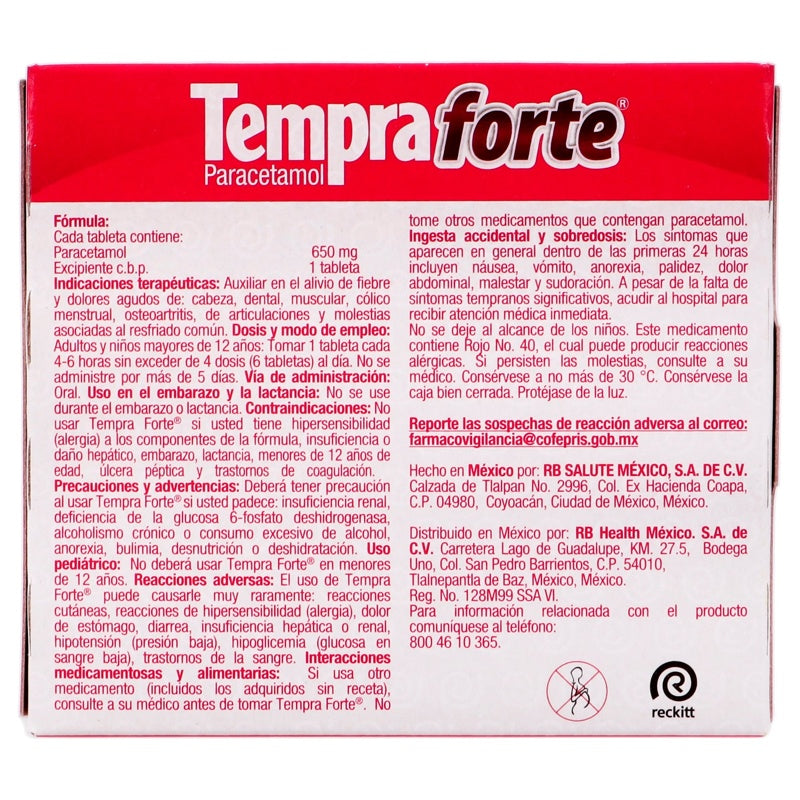 Tempra forte®
Paracetamol
Fórmula:
Cada tableta contiene:
Paracetamol 650 mg
Excipiente c.b.p. 1 tableta
Indicaciones terapéuticas: Auxiliar en el alivio de fiebre
y dolores agudos de: cabeza, dental, muscular, cólico
menstrual, osteoartritis, de articulaciones y molestias
asociadas al resfriado común. Dosis y modo de empleo:
Adultos y niños mayores de 12 años: Tomar 1 tableta cada
4-6 horas sin exceder de 4 dosis (6 tabletas) al día. No se
administre por más de 5 días. Vía de administración:
Oral. Uso en el embarazo y la lactancia: No se use
durante el embarazo o lactancia. Contraindicaciones: No
usar Tempra Forte® si usted tiene hipersensibilidad
(alergia) a los componentes de la fórmula, insuficiencia o
daño hepático, embarazo, lactancia, menores de 12 años de
edad, úlcera péptica y trastornos de coagulación.
Precauciones y advertencias: Deberá tener precaución
al usar Tempra Forte® si usted padece: insuficiencia renal,
deficiencia de la glucosa 6-fosfato deshidrogenasa,
alcoholismo crónico o consumo excesivo de alcohol,
anorexia, bulimia, desnutrición o deshidratación. Uso
pediátrico: No deberá usar Tempra Forte® en menores
de 12 años. Reacciones adversas: El uso de Tempra
Forte® puede causarle muy raramente: reacciones
cutáneas, reacciones de hipersensibilidad (alergia), dolor
de estómago, diarrea, insuficiencia hepática o renal,
hipotensión (presión baja), hipoglicemia (glucosa en
sangre baja), trastornos de la sangre. Interacciones
medicamentosas y alimentarias: Si usa otro
medicamento (incluidos los adquiridos sin receta),
consulte a su médico antes de tomar Tempra Forte®. No
tome otros medicamentos que contengan paracetamol.
Ingesta accidental y sobredosis: Los síntomas que
aparecen en general dentro de las primeras 24 horas
incluyen náusea, vómito, anorexia, palidez, dolor
abdominal, malestar y sudoración. A pesar de la falta de
síntomas tempranos significativos, acudir al hospital para
recibir atención médica inmediata.
No se deje al alcance de los niños. Este medicamento
contiene Rojo No. 40, el cual puede producir reacciones
alérgicas. Si persisten las molestias, consulte a su
médico. Consérvese a no más de 30 °C. Consérvese la
caja bien cerrada. Protéjase de la luz.
Reporte las sospechas de reacción adversa al correo:
farmacovigilancia@cofepris.gob.mx
Hecho en México por: RB SALUTE MÉXICO, S.A. DE C.V.
Calzada de Tlalpan No. 2996, Col. Ex Hacienda Coapa,
C.P. 04980, Coyoacán, Ciudad de México, México.
Distribuido en México por: RB Health México. S.A. de
C.V. Carretera Lago de Guadalupe, KM. 27.5, Bodega
Uno, Col. San Pedro Barrientos, C.P. 54010,
Tlalnepantla de Baz, México, México.
Reg. No. 128M99 SSA VI.
Para información relacionada con el producto
comuníquese al teléfono:
800 46 10 365.
reckitt